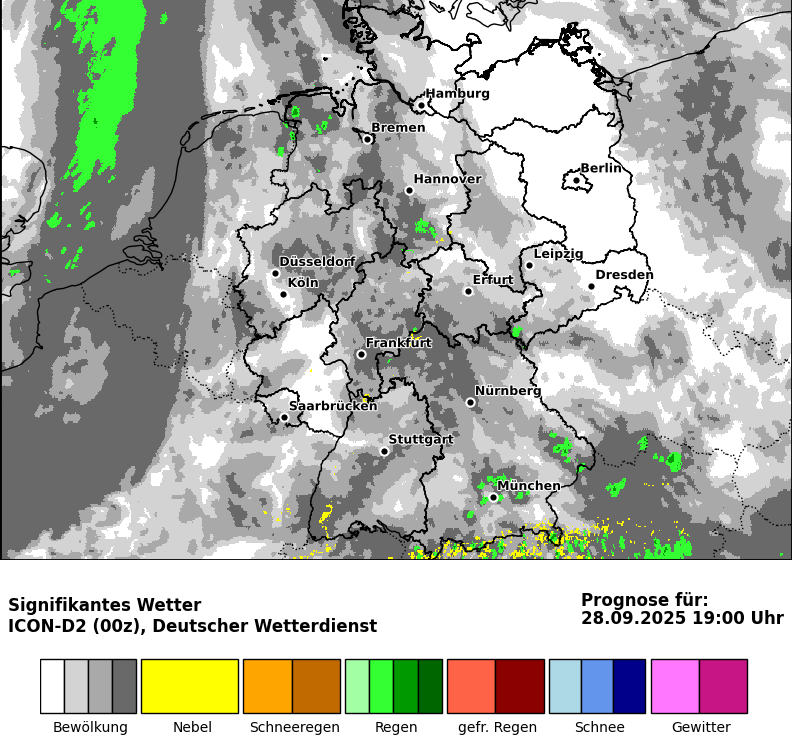 Hamburg
Bremen
Berlin
Hannover
Leipzig
Düsseldorf
Dresden
Köln
Erfurt
Frankfurt
Nürnberg
Saarbrücken
Stuttgart
München
Signifikantes Wetter
ICON-D2 (00z), Deutscher Wetterdienst
Prognose für:
28.09.2025 19:00 Uhr
Bewölkung
Nebel
Schneeregen
Regen
gefr. Regen
Schnee
Gewitter